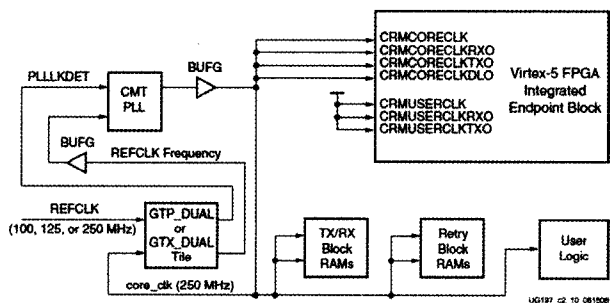 PLLLKDET
CMT
PLL
BUFG
BUFG
REFCLK Frequency
REFCLK
(100, 125, or 250 MHz)
GTP_DUAL
or
GTX_DUAL
Tile
core_clk (250 MHz)
CRMCORECLK
CRMCORECLKRXO
CRMCORECLKTXO
CRMCORECLKDLO
CRMUSERCLK
CRMUSERCLKRXO
CRMUSERCLKTXO
Virtex-5 FPGA
Integrated
Endpoint Block
TX/RX
Block
RAMs
Retry
Block
RAMs
User
Logic